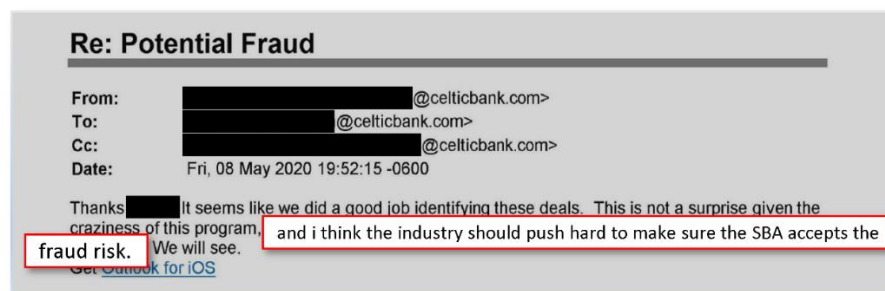 Re: Potential Fraud
From: @celticbank.com>
To: @celticbank.com>
Cc: @celticbank.com>
Date: Fri, 08 May 2020 19:52:15 -0600
Thanks It seems like we did a good job identifying these deals. This is not a surprise given the
craziness of this program, and i think the industry should push hard to make sure the SBA accepts the
fraud risk. We will see.
Get Outlook for iOS